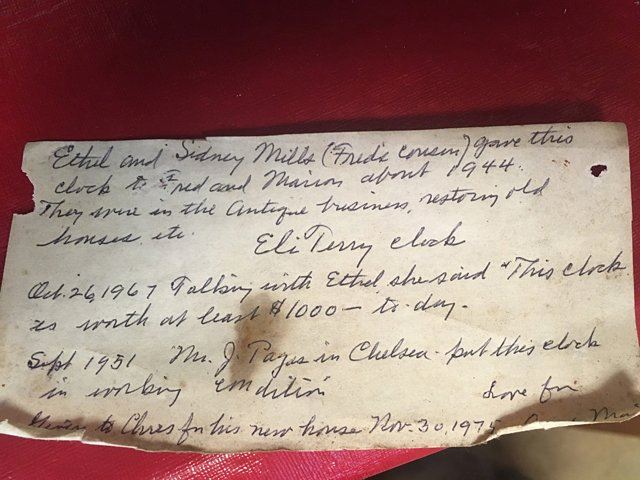 Ethel and Sidney Mills (Fred's cousin) gave this
clock to Fred and Marion about 1944.
They were in the Antique business, restoring old
houses etc.
Eli Terry clock
Oct. 26, 1967 Talking with Ethel she said "This clock
is worth at least $1000— to-day.
Sept 1951 Mr. J. Pages in Chelsea - put this clock
in working condition
Love
to Chris for his new house Nov. 30, 1975